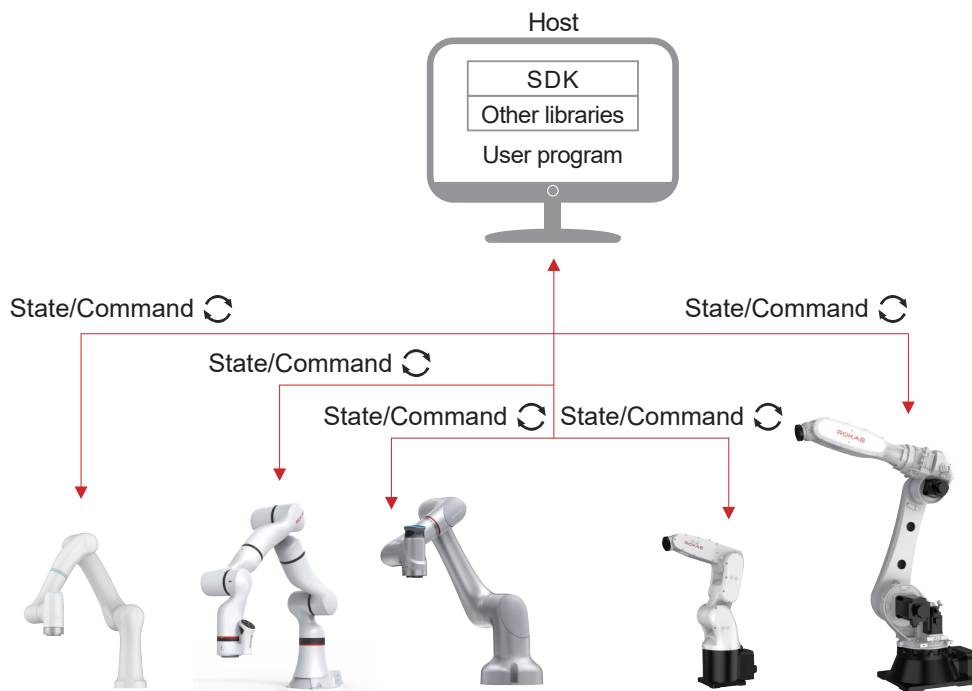 Host
SDK
Other libraries
User program
State/Command
State/Command
State/Command
State/Command
State/Command
ROKAE
ROKAE